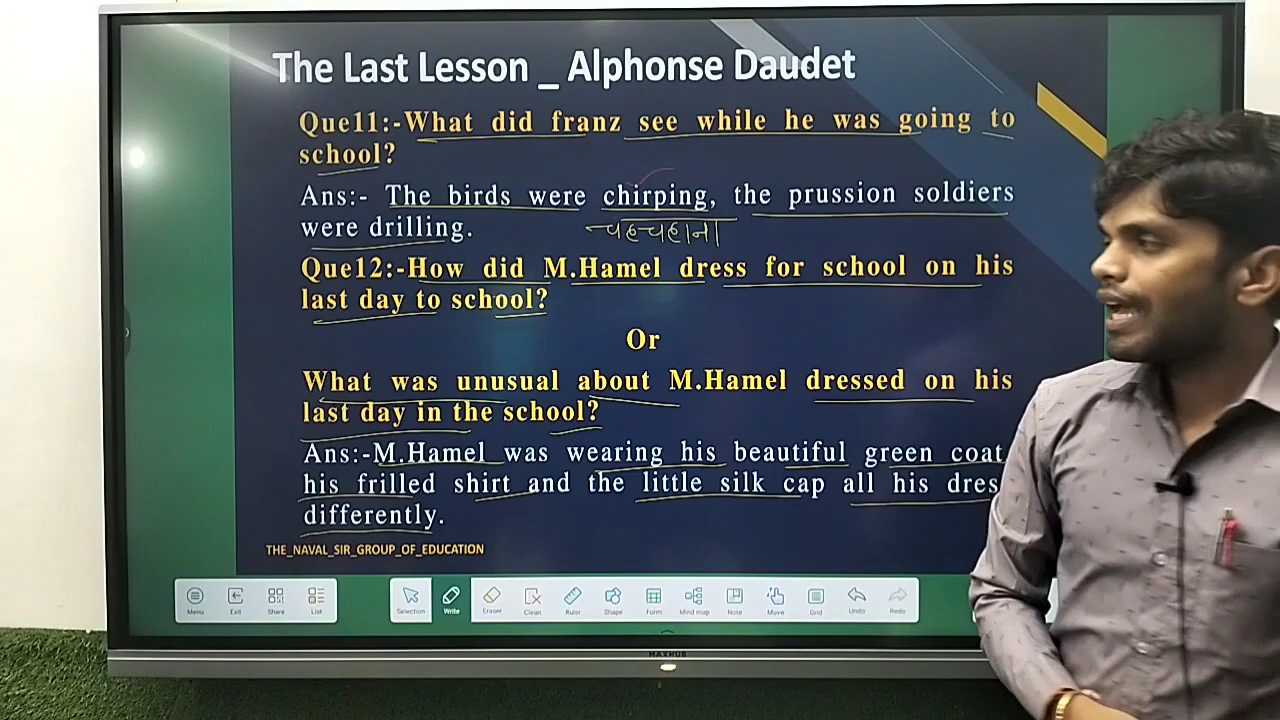 The Last Lesson _ Alphonse Daudet
Que11:-What did franz see while he was going to
school?
Ans:- The birds were chirping, the prussion soldiers
were drilling.
चहचहाना
Que12:-How did M.Hamel dress for school on his
last day to school?
Or
What was unusual about M.Hamel dressed on his
last day in the school?
Ans:-M.Hamel was wearing his beautiful green coat
his frilled shirt and the little silk cap all his dres
differently.
THE_NAVAL_SIR_GROUP_OF_EDUCATION
Menu Exit Share List Selection Write Eraser Clean Ruler Shape Form Mind map Note Move Grid Undo Redo
MAXHUB